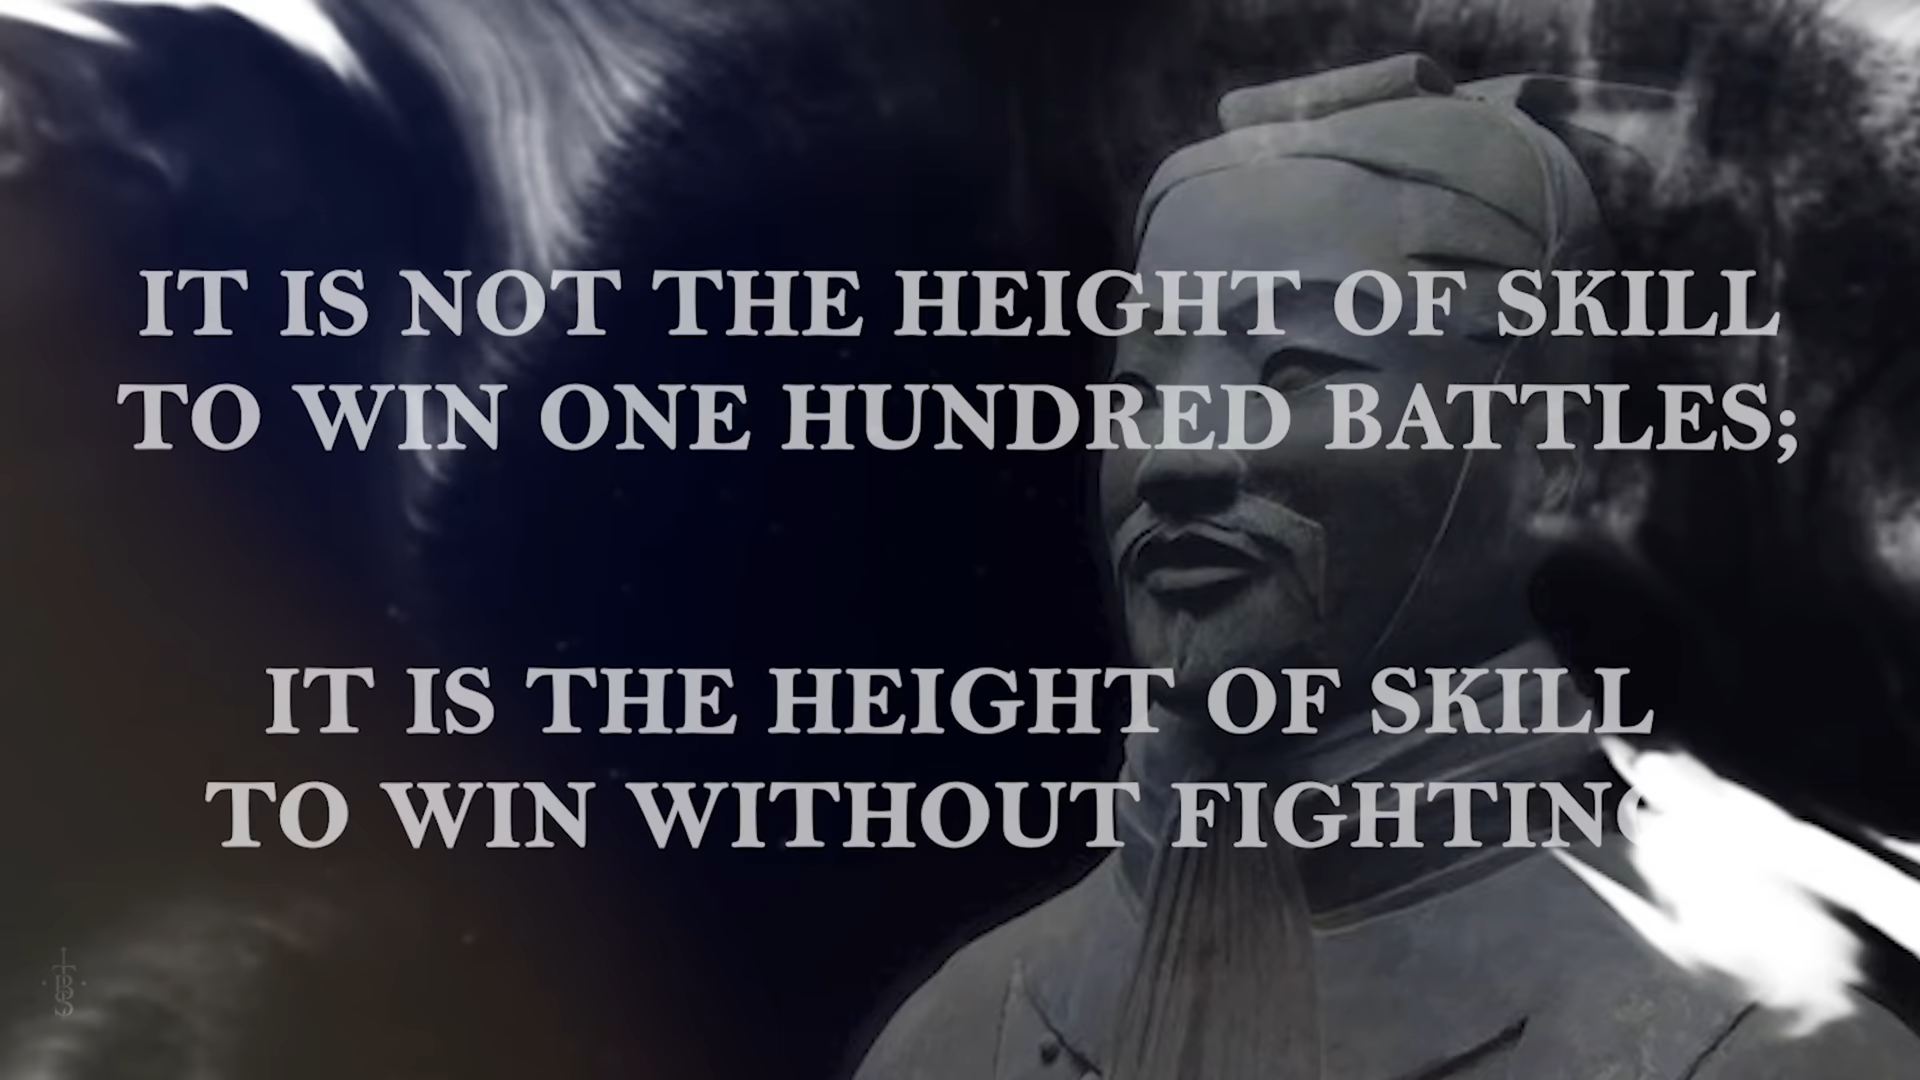 IT IS NOT THE HEIGHT OF SKILL
TO WIN ONE HUNDRED BATTLES;
IT IS THE HEIGHT OF SKILL
TO WIN WITHOUT FIGHTING